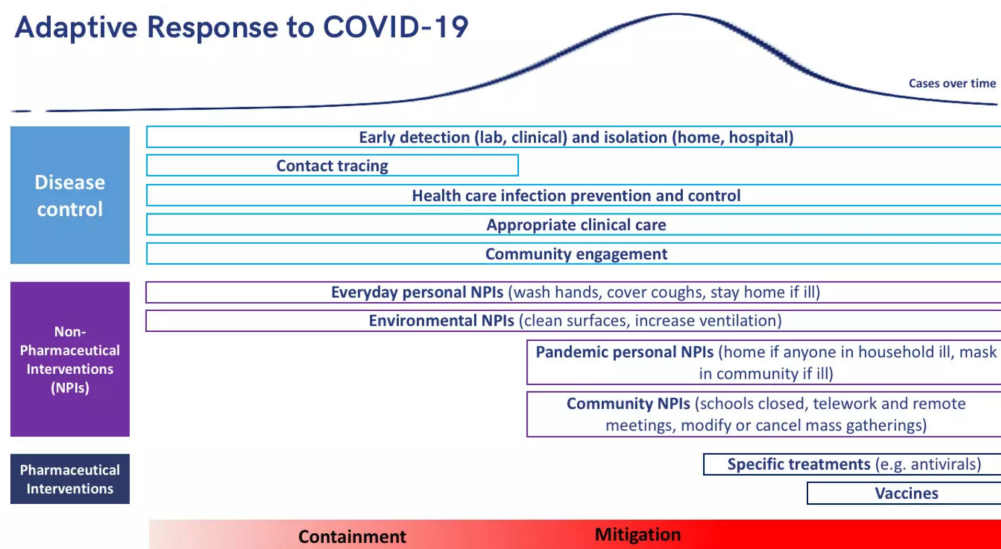 Adaptive Response to COVID-19
Cases over time
Disease
control
Early detection (lab, clinical) and isolation (home, hospital)
Contact tracing
Health care infection prevention and control
Appropriate clinical care
Community engagement
Non-
Pharmaceutical
Interventions
(NPIs)
Everyday personal NPIs (wash hands, cover coughs, stay home if ill)
Environmental NPIs (clean surfaces, increase ventilation)
Pandemic personal NPIs (home if anyone in household ill, mask
in community if ill)
Community NPIs (schools closed, telework and remote
meetings, modify or cancel mass gatherings)
Pharmaceutical
Interventions
Specific treatments (e.g. antivirals)
Vaccines
Containment
Mitigation